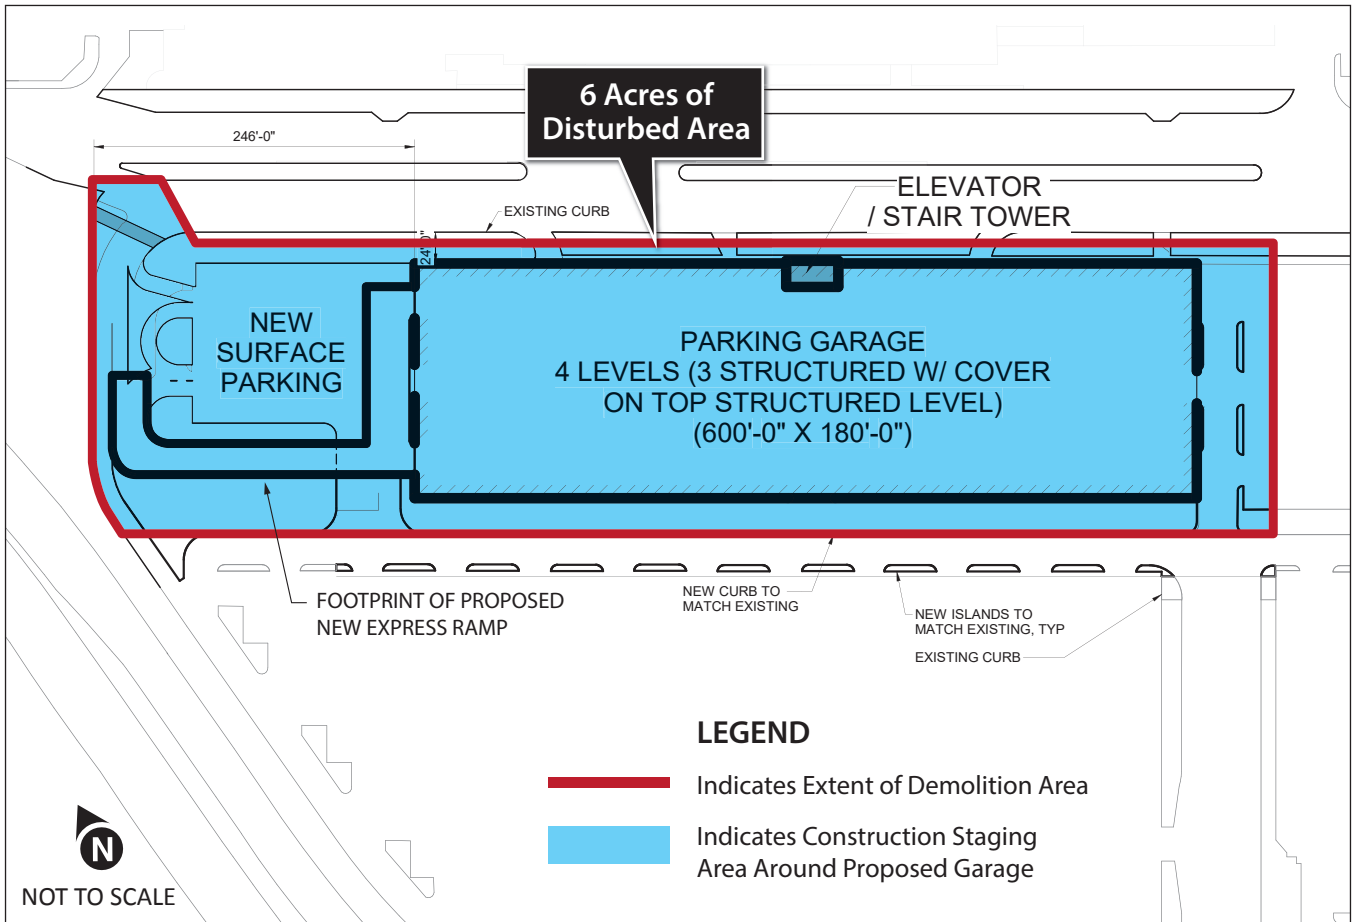 6 Acres of
Disturbed Area
246'-0"
ELEVATOR
/ STAIR TOWER
EXISTING CURB
24'-0"
NEW
SURFACE
PARKING
PARKING GARAGE
4 LEVELS (3 STRUCTURED W/ COVER
ON TOP STRUCTURED LEVEL)
(600'-0" X 180'-0")
FOOTPRINT OF PROPOSED
NEW EXPRESS RAMP
NEW CURB TO
MATCH EXISTING
NEW ISLANDS TO
MATCH EXISTING, TYP
EXISTING CURB
LEGEND
Indicates Extent of Demolition Area
Indicates Construction Staging
Area Around Proposed Garage
N
NOT TO SCALE